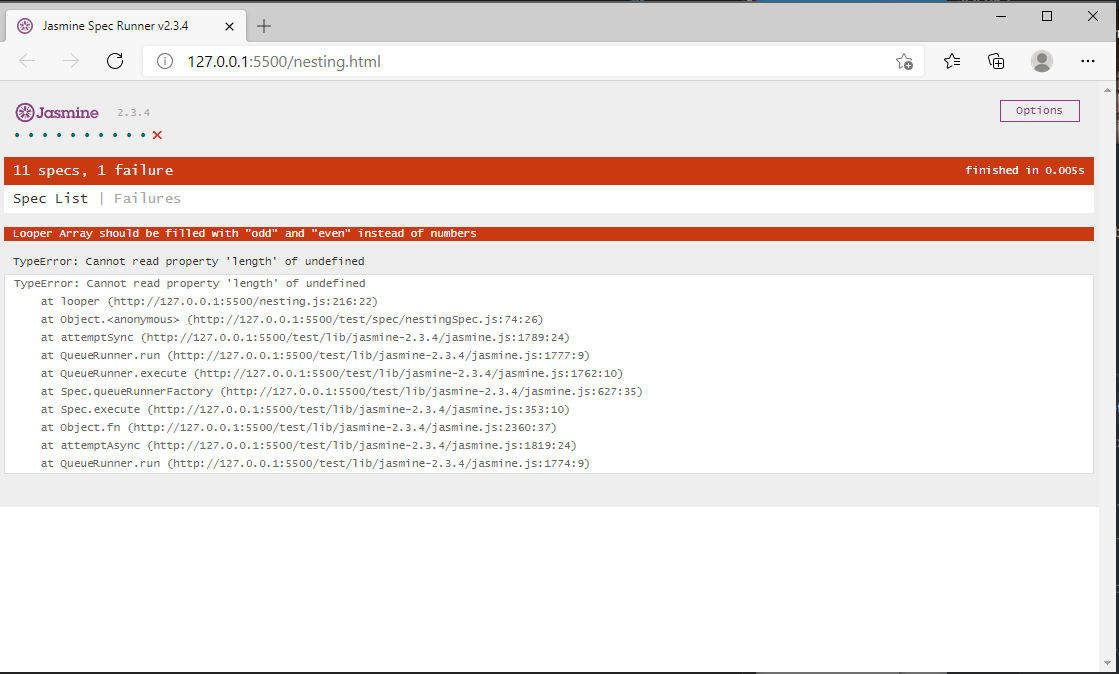 Jasmine Spec Runner v2.3.4
127.0.0.1:5500/nesting.html
Jasmine 2.3.4
Options
11 specs, 1 failure finished in 0.005s
Spec List | Failures
Looper Array should be filled with "odd" and "even" instead of numbers
TypeError: Cannot read property 'length' of undefined
TypeError: Cannot read property 'length' of undefined
at looper (http://127.0.0.1:5500/nesting.js:216:22)
at Object.<anonymous> (http://127.0.0.1:5500/test/spec/nestingSpec.js:74:26)
at attemptSync (http://127.0.0.1:5500/test/lib/jasmine-2.3.4/jasmine.js:1789:24)
at QueueRunner.run (http://127.0.0.1:5500/test/lib/jasmine-2.3.4/jasmine.js:1777:9)
at QueueRunner.execute (http://127.0.0.1:5500/test/lib/jasmine-2.3.4/jasmine.js:1762:10)
at Spec.queueRunnerFactory (http://127.0.0.1:5500/test/lib/jasmine-2.3.4/jasmine.js:627:35)
at Spec.execute (http://127.0.0.1:5500/test/lib/jasmine-2.3.4/jasmine.js:353:10)
at Object.fn (http://127.0.0.1:5500/test/lib/jasmine-2.3.4/jasmine.js:2360:37)
at attemptAsync (http://127.0.0.1:5500/test/lib/jasmine-2.3.4/jasmine.js:1819:24)
at QueueRunner.run (http://127.0.0.1:5500/test/lib/jasmine-2.3.4/jasmine.js:1774:9)